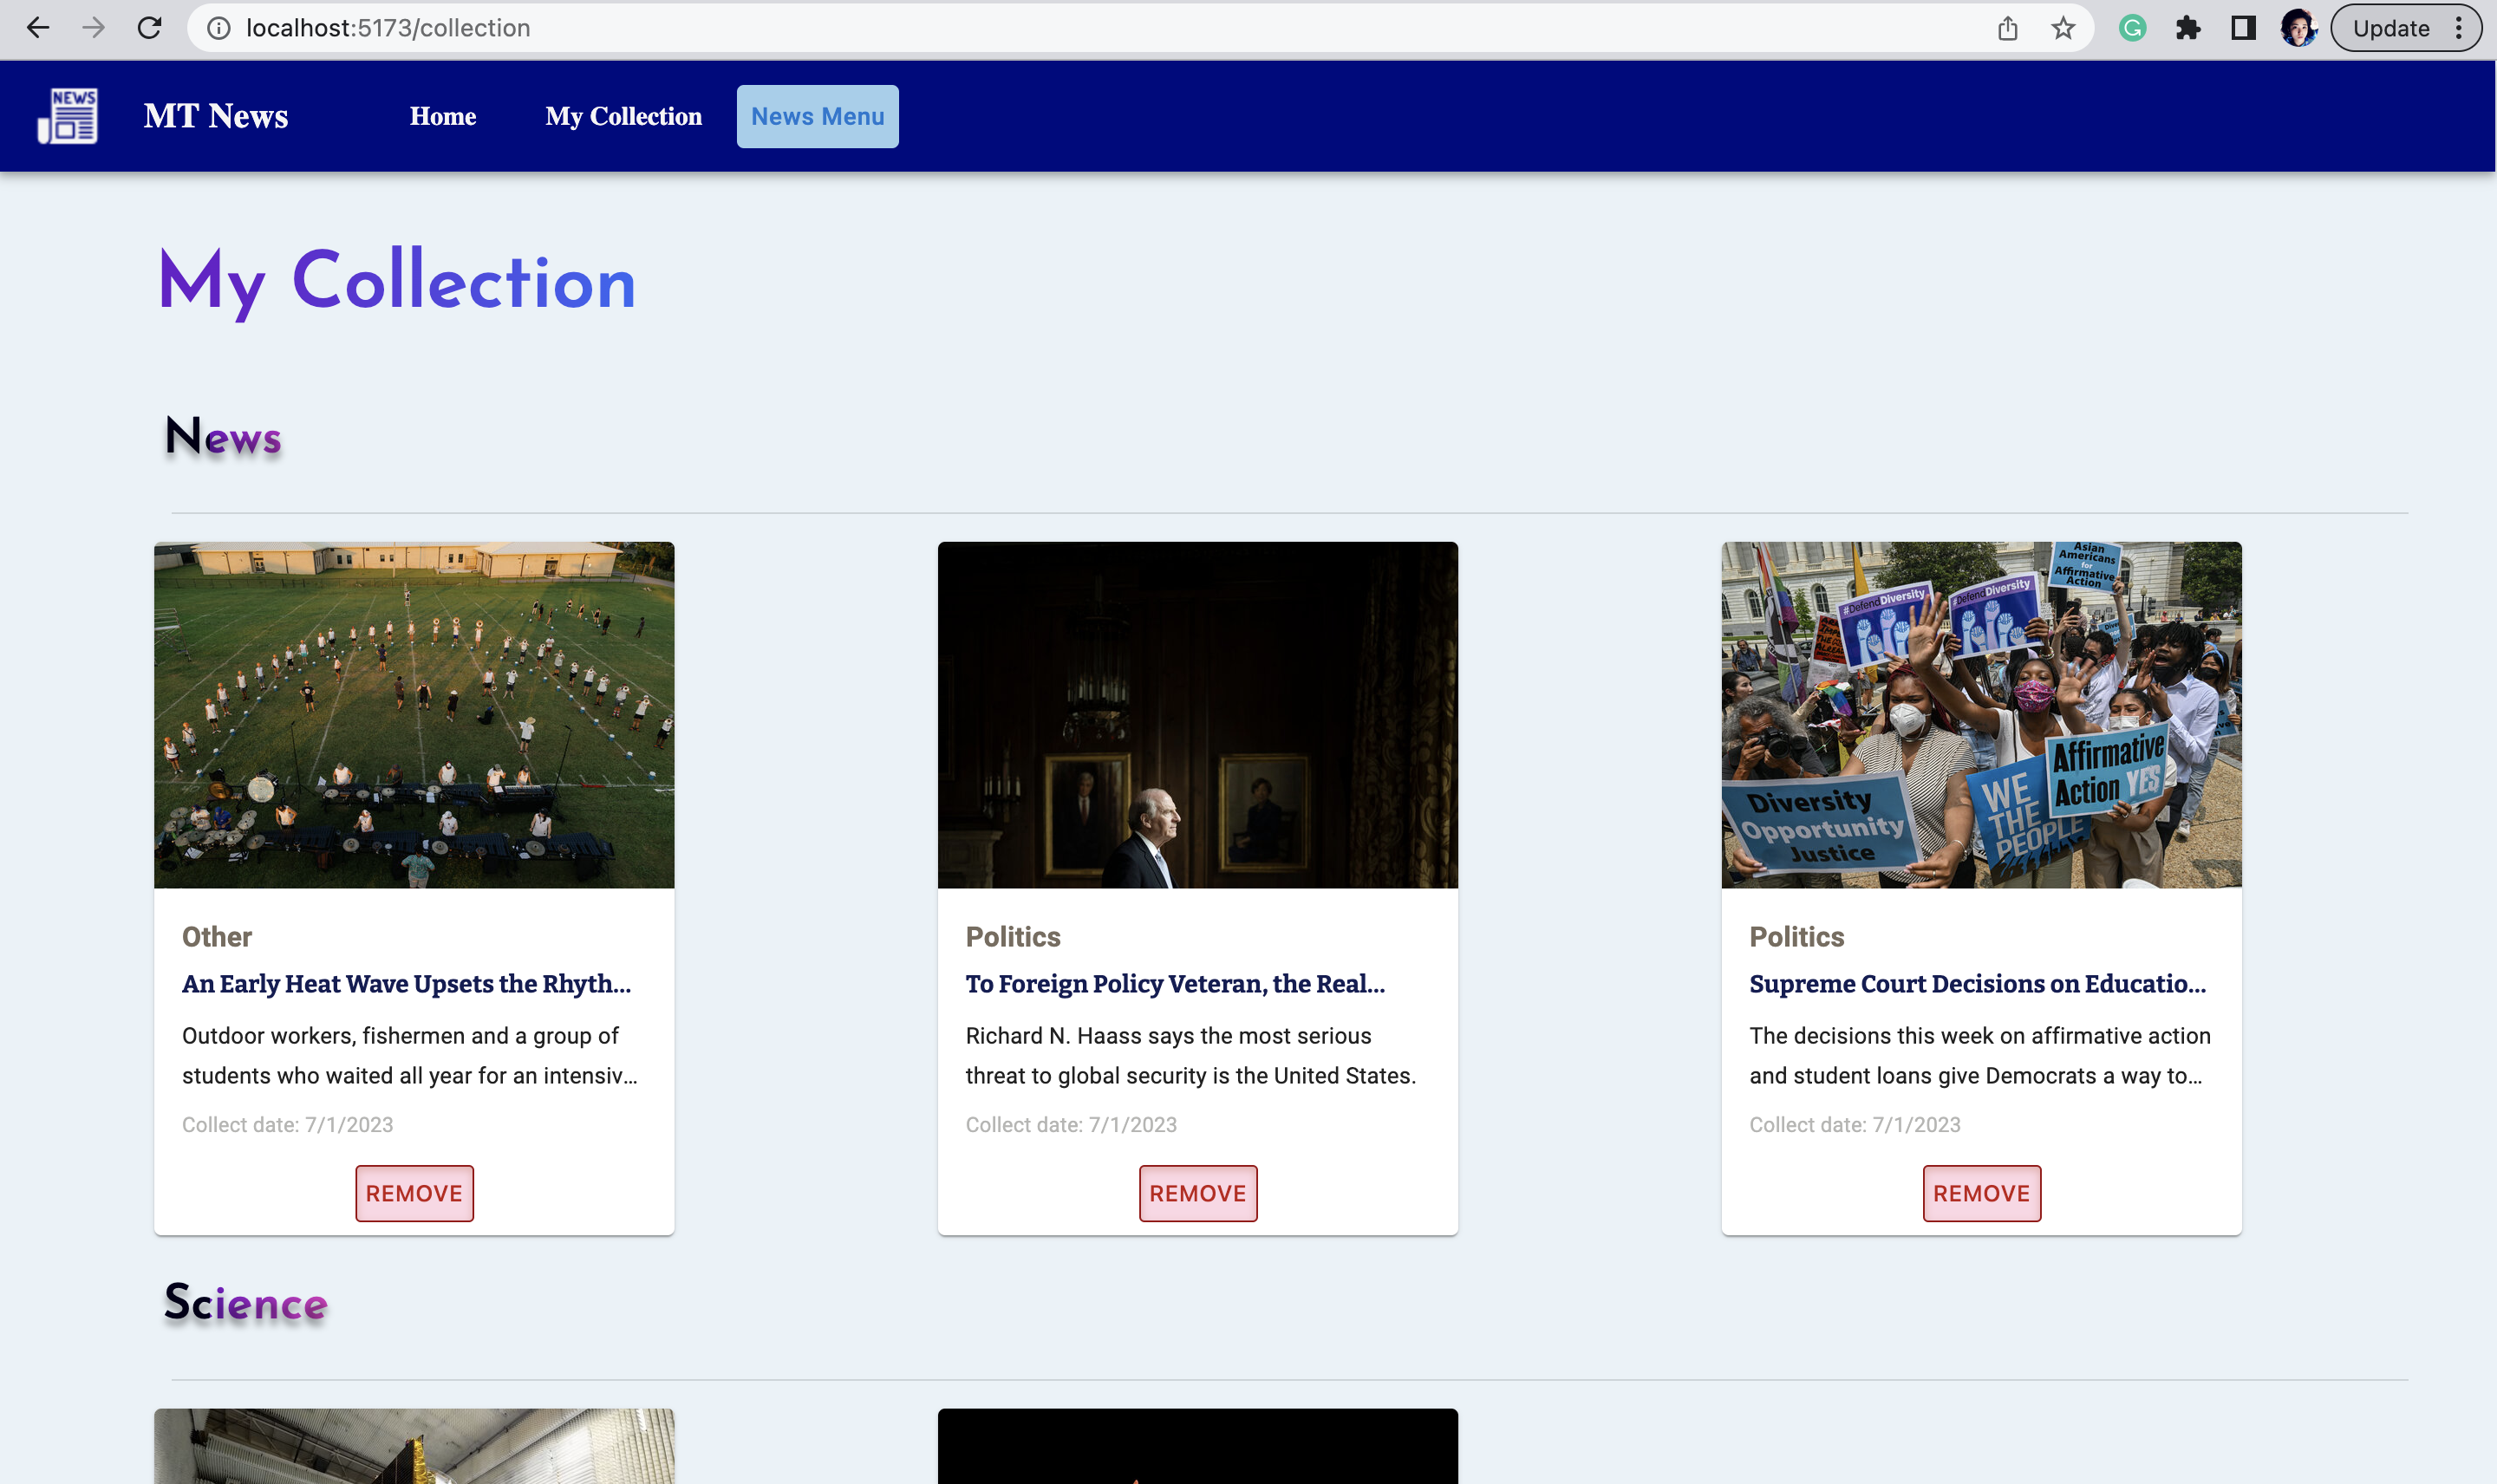 localhost:5173/collection
Update
NEWS
MT News
Home
My Collection
News Menu
My Collection
News
Asian
Americans
for
Affirmative
Action
#DefendDiversity
#DefendDiversity
Affirmative
Action YES
WE
THE
PEOPLE
Diversity
Opportunity
Justice
Other
An Early Heat Wave Upsets the Rhyth...
Outdoor workers, fishermen and a group of
students who waited all year for an intensiv...
Collect date: 7/1/2023
REMOVE
Politics
To Foreign Policy Veteran, the Real...
Richard N. Haass says the most serious
threat to global security is the United States.
Collect date: 7/1/2023
REMOVE
Politics
Supreme Court Decisions on Educatio...
The decisions this week on affirmative action
and student loans give Democrats a way to...
Collect date: 7/1/2023
REMOVE
Science